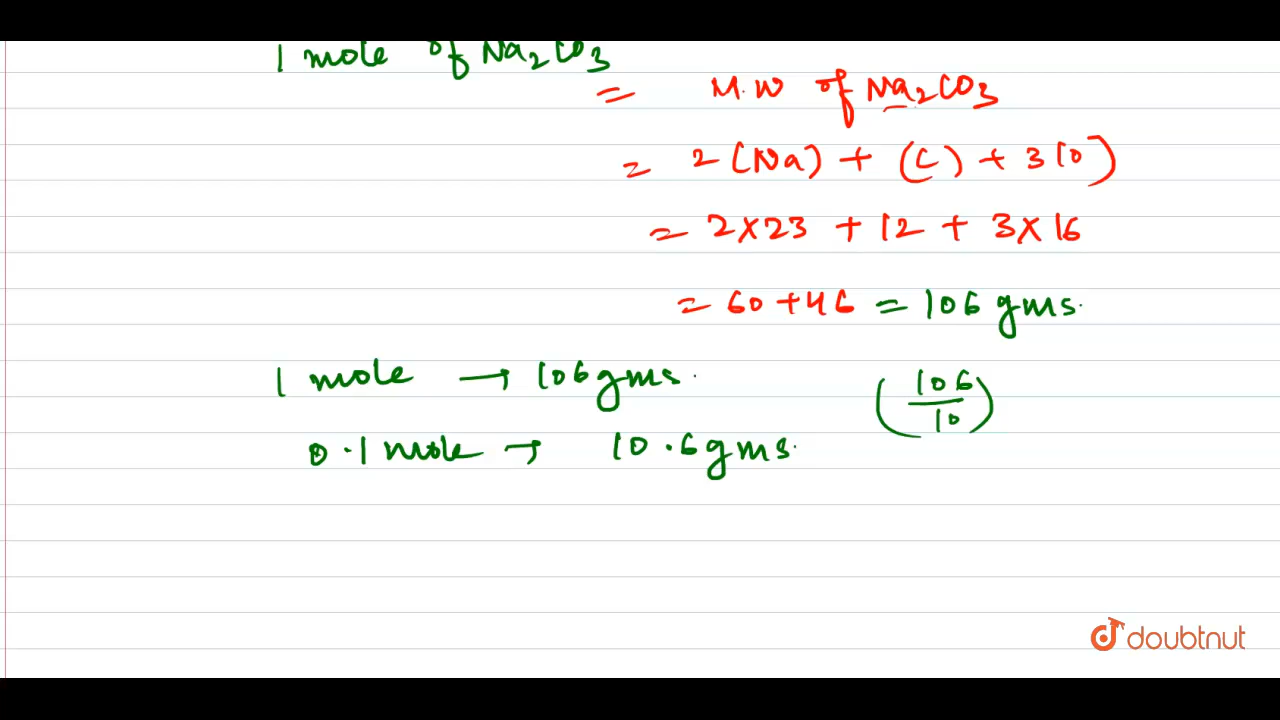 1 mole of Na2CO3
= M.W of Na2CO3
= 2(Na) + (C) + 3(O)
= 2×23 + 12 + 3×16
= 60+46 = 106 gms.
1 mole → 106 gms. (106/10)
0.1 mole → 10.6 gms.
doubtnut